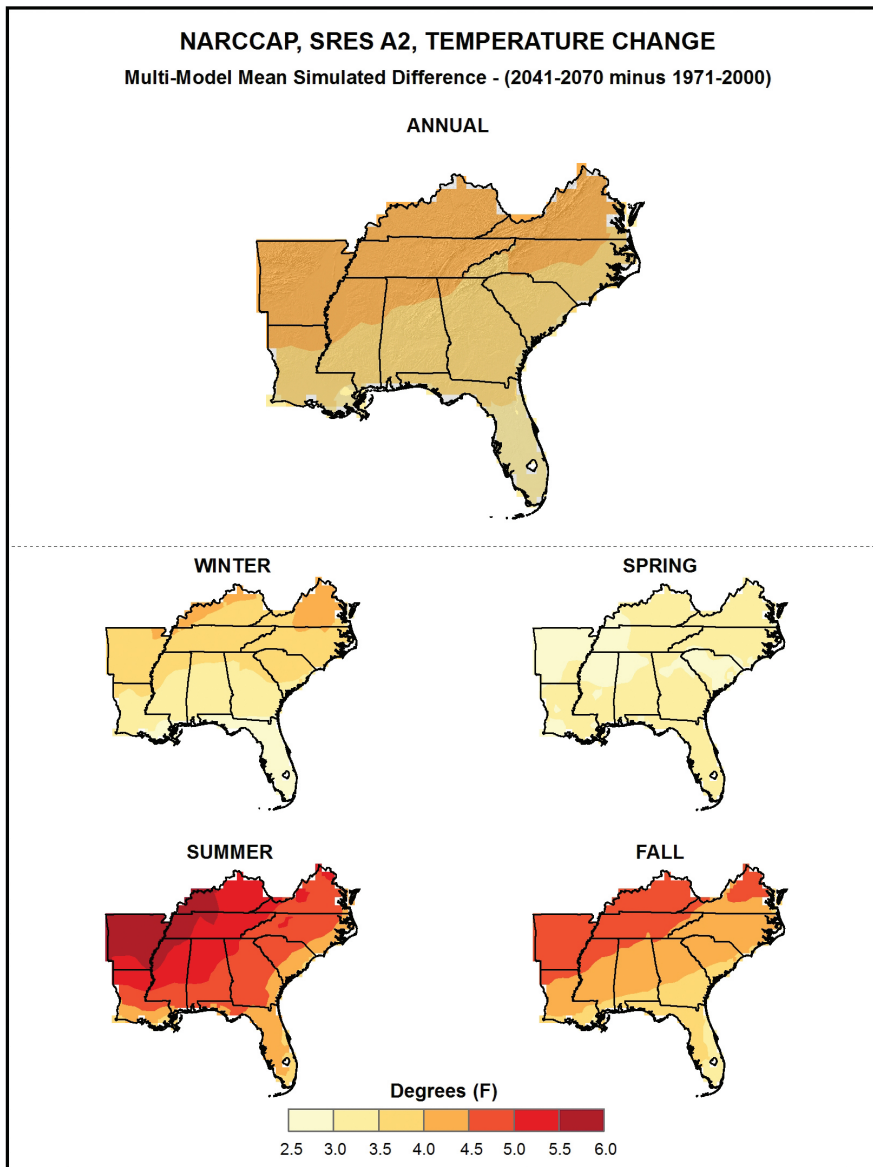 NARCCAP, SRES A2, TEMPERATURE CHANGE
Multi-Model Mean Simulated Difference - (2041-2070 minus 1971-2000)
ANNUAL
WINTER
SPRING
SUMMER
FALL
Degrees (F)
2.5 3.0 3.5 4.0 4.5 5.0 5.5 6.0